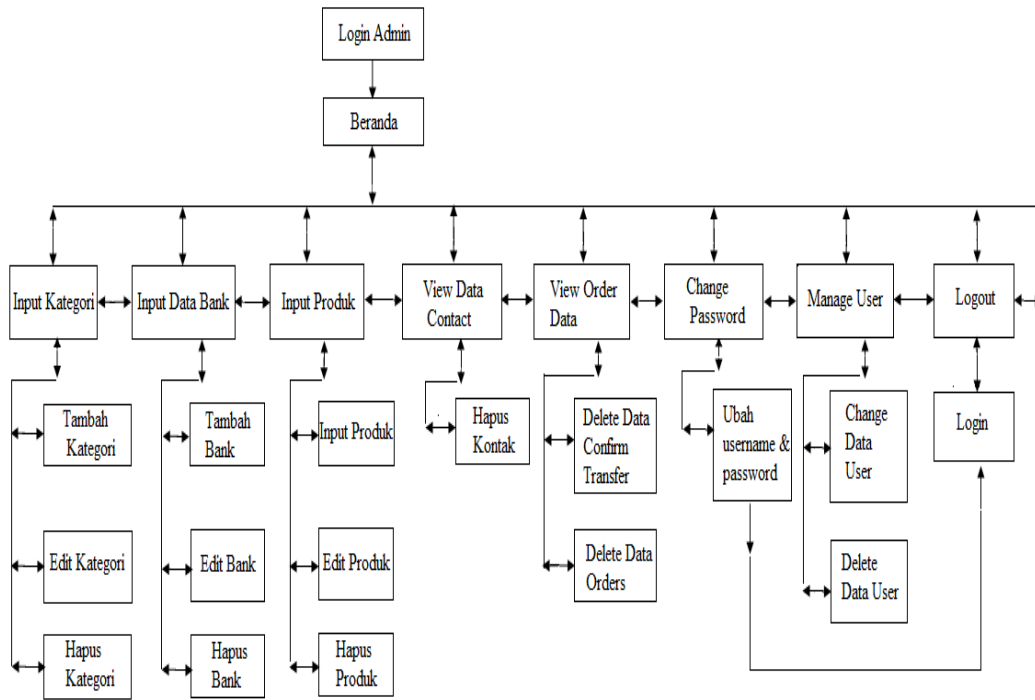 Login Admin
Beranda
Input Kategori
Input Data Bank
Input Produk
View Data
Contact
View Order
Data
Change
Password
Manage User
Logout
Tambah
Kategori
Tambah
Bank
Input Produk
Hapus
Kontak
Delete Data
Confirm
Transfer
Ubah
username &
password
Change
Data
User
Login
Edit Kategori
Edit Bank
Edit Produk
Delete Data
Orders
Delete
Data User
Hapus
Kategori
Hapus
Bank
Hapus
Produk